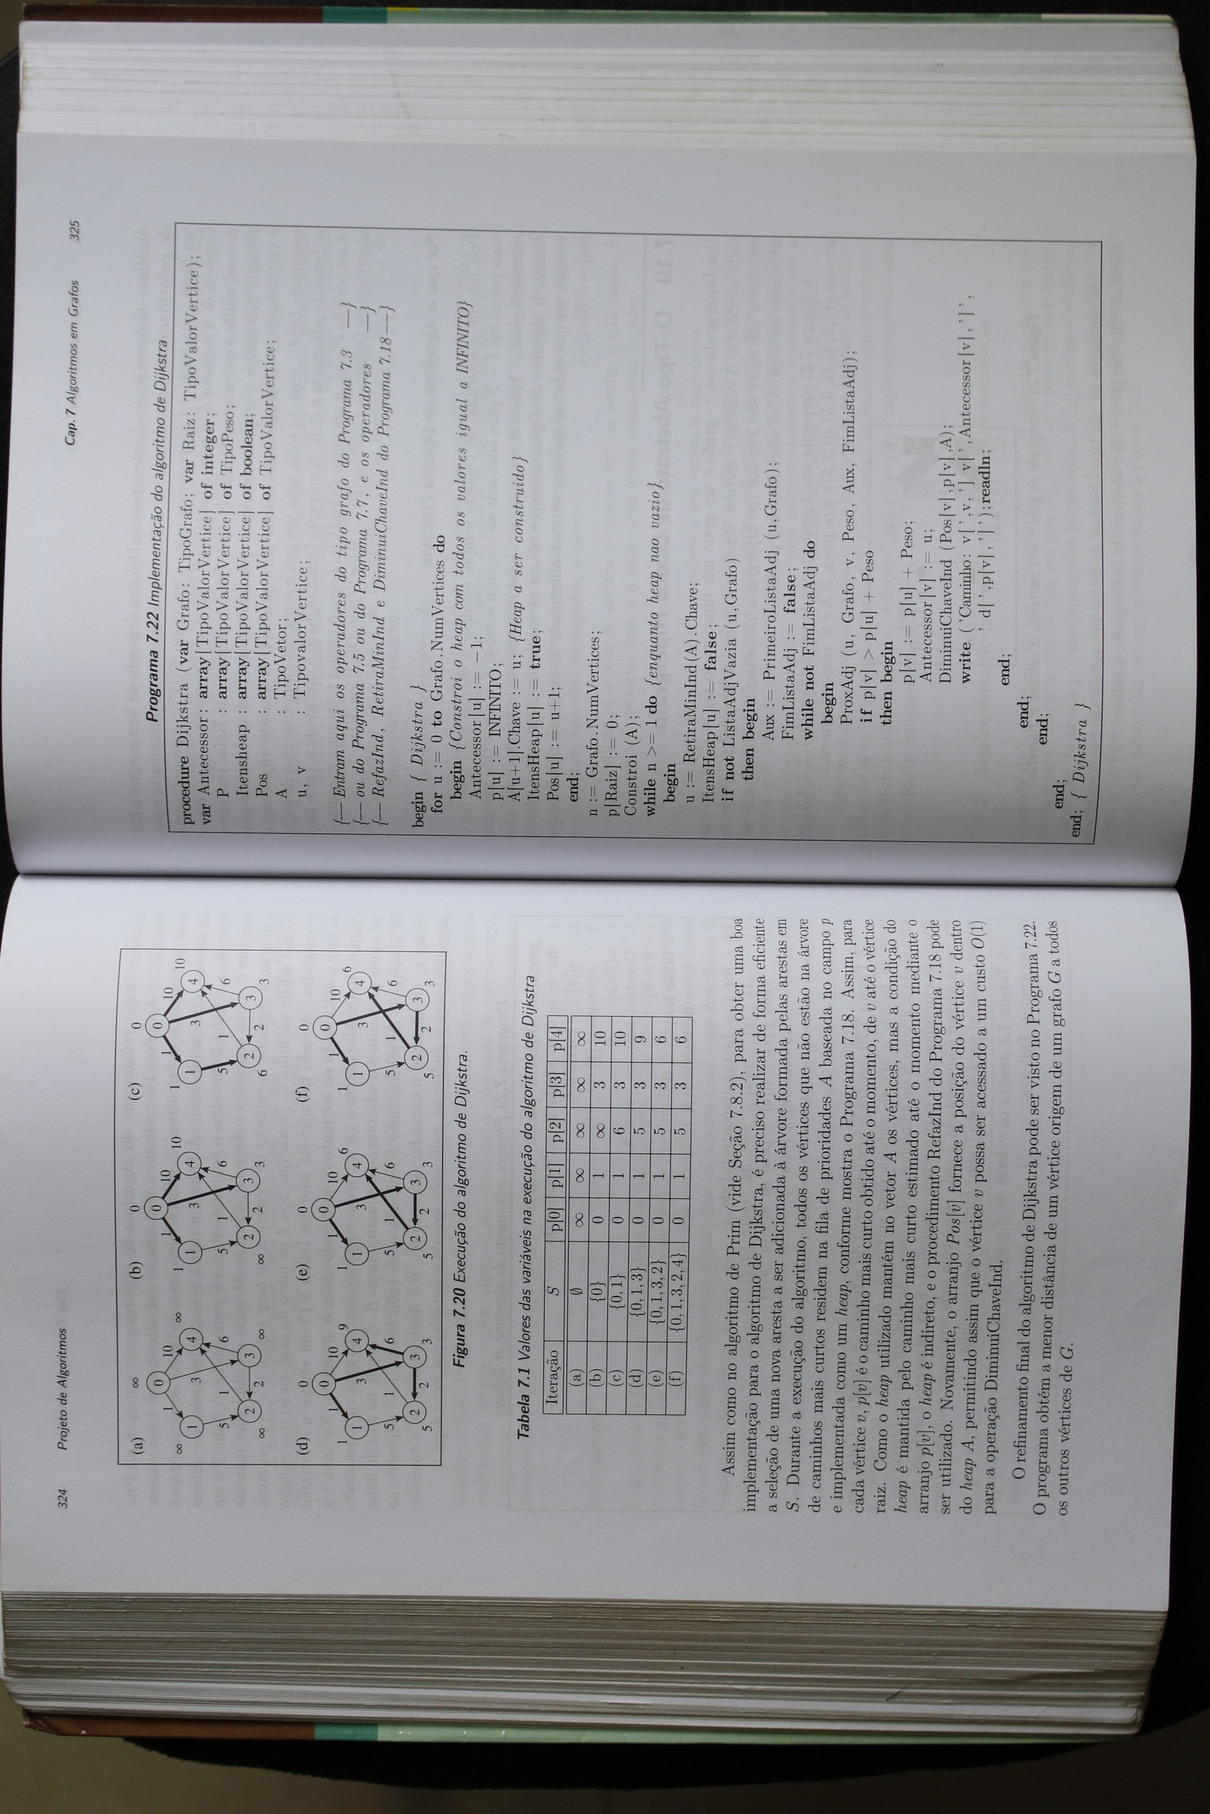 324 Projeto de Algoritmos
(a) ∞ (b) 0 (c) 0
0 1 10 ∞ ∞ 1 4 3 5 1 6 2 3 ∞ 2 ∞
0 1 10 1 10 1 4 3 5 1 6 2 3 ∞ 2 3
0 1 10 1 10 1 4 3 5 1 6 2 3 6 2 3
(d) 0 (e) 0 (f) 0
0 1 10 1 9 1 4 3 5 1 6 2 3 5 2 3
0 1 10 1 6 1 4 3 5 1 6 2 3 5 2 3
0 1 10 1 6 1 4 3 5 1 6 2 3 5 2 3
Figura 7.20 Execução do algoritmo de Dijkstra.
Tabela 7.1 Valores das variáveis na execução do algoritmo de Dijkstra
Iteração S p[0] p[1] p[2] p[3] p[4]
(a) ∅ ∞ ∞ ∞ ∞ ∞
(b) {0} 0 1 ∞ 3 10
(c) {0, 1} 0 1 6 3 10
(d) {0, 1, 3} 0 1 5 3 9
(e) {0, 1, 3, 2} 0 1 5 3 6
(f) {0, 1, 3, 2, 4} 0 1 5 3 6
Assim como no algoritmo de Prim (vide Seção 7.8.2), para obter uma boa
implementação para o algoritmo de Dijkstra, é preciso realizar de forma eficiente
a seleção de uma nova aresta a ser adicionada à árvore formada pelas arestas em
S. Durante a execução do algoritmo, todos os vértices que não estão na árvore
de caminhos mais curtos residem na fila de prioridades A baseada no campo p
e implementada como um heap, conforme mostra o Programa 7.18. Assim, para
cada vértice v, p[v] é o caminho mais curto obtido até o momento, de v até o vértice
raiz. Como o heap utilizado mantém no vetor A os vértices, mas a condição do
heap é mantida pelo caminho mais curto estimado até o momento mediante o
arranjo p[v], o heap é indireto, e o procedimento RefazInd do Programa 7.18 pode
ser utilizado. Novamente, o arranjo Pos[v] fornece a posição do vértice v dentro
do heap A, permitindo assim que o vértice v possa ser acessado a um custo O(1)
para a operação DiminuiChaveInd.
O refinamento final do algoritmo de Dijkstra pode ser visto no Programa 7.22.
O programa obtém a menor distância de um vértice origem de um grafo G a todos
os outros vértices de G.
Cap. 7 Algoritmos em Grafos 325
Programa 7.22 Implementação do algoritmo de Dijkstra
procedure Dijkstra (var Grafo: TipoGrafo; var Raiz: TipoValorVertice);
var Antecessor: array[TipoValorVertice] of integer;
P : array[TipoValorVertice] of TipoPeso;
Itensheap : array[TipoValorVertice] of boolean;
Pos : array[TipoValorVertice] of TipoValorVertice;
A : TipoVetor;
u, v : TipovalorVertice;
{— Entram aqui os operadores do tipo grafo do Programa 7.3 —}
{— ou do Programa 7.5 ou do Programa 7.7, e os operadores —}
{— RefazInd, RetiraMinInd e DiminuiChaveInd do Programa 7.18——}
begin { Dijkstra }
for u := 0 to Grafo.NumVertices do
begin {Constroi o heap com todos os valores igual a INFINITO}
Antecessor[u] := −1;
p[u] := INFINITO;
A[u+1].Chave := u; {Heap a ser construido}
ItensHeap[u] := true;
Pos[u] := u+1;
end;
n := Grafo.NumVertices;
p[Raiz] := 0;
Constroi (A);
while n >= 1 do {enquanto heap nao vazio}
begin
u := RetiraMinInd(A).Chave;
ItensHeap[u] := false;
if not ListaAdjVazia (u,Grafo)
then begin
Aux := PrimeiroListaAdj (u,Grafo);
FimListaAdj := false;
while not FimListaAdj do
begin
ProxAdj (u, Grafo, v, Peso, Aux, FimListaAdj);
if p[v] > p[u] + Peso
then begin
p[v] := p[u] + Peso;
Antecessor[v] := u;
DiminuiChaveInd (Pos[v],p[v],A);
write ('Caminho: v[',v,'] v[',Antecessor[v],']',
' d[',p[v],']');readln;
end;
end;
end;
end;
end; { Dijkstra }